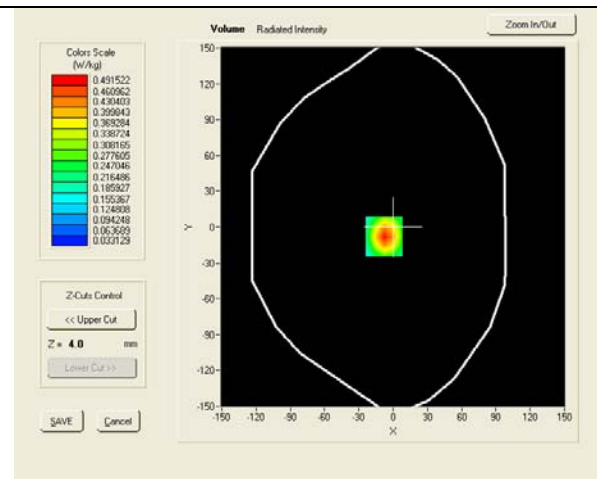 Volume Radiated Intensity
Zoom In/Out
Colors Scale
(W/kg)
0.491522
0.460962
0.430403
0.399843
0.369284
0.338724
0.308165
0.277605
0.247046
0.216486
0.185927
0.155367
0.124808
0.094248
0.063689
0.033129
Z-Cuts Control
<< Upper Cut
Z = 4.0 mm
Lower Cut >>
SAVE Cancel
150
120
90
60
30
0
-30
-60
-90
-120
-150
Y
-150 -120 -90 -60 -30 0 30 60 90 120 150
X